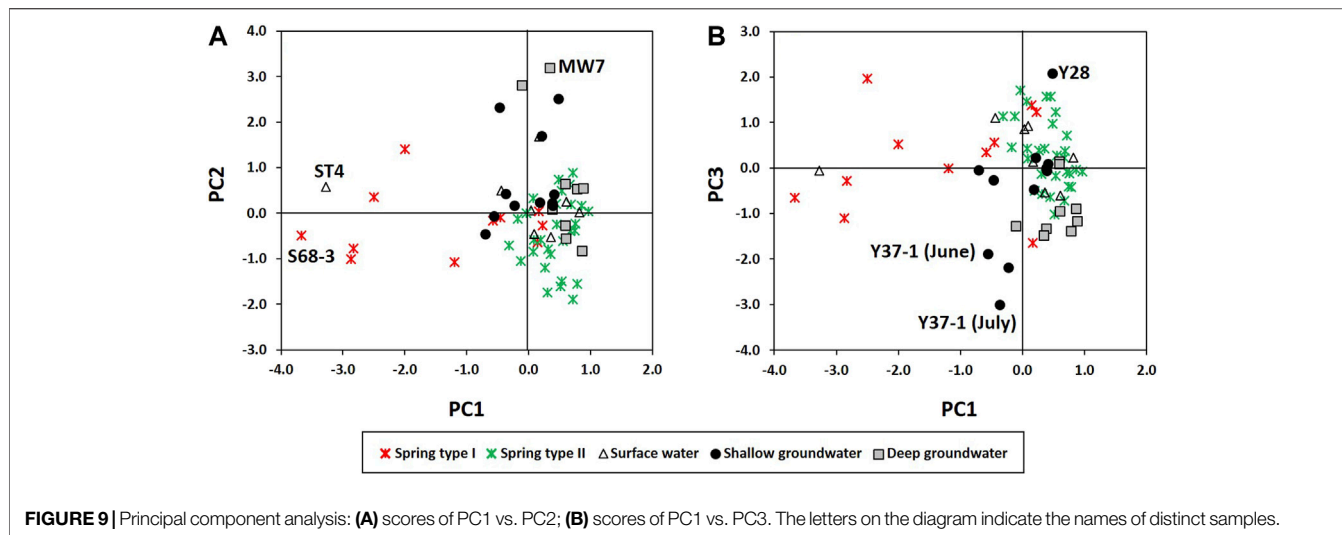 A
B
4.0
3.0
2.0
1.0
0.0
-1.0
-2.0
-3.0
PC2
-4.0 -3.0 -2.0 -1.0 0.0 1.0 2.0
PC1
MW7
ST4
S68-3
3.0
2.0
1.0
0.0
-1.0
-2.0
-3.0
-4.0
PC3
-4.0 -3.0 -2.0 -1.0 0.0 1.0 2.0
PC1
Y28
Y37-1 (June)
Y37-1 (July)
Spring type I Spring type II Surface water Shallow groundwater Deep groundwater
FIGURE 9 | Principal component analysis: (A) scores of PC1 vs. PC2; (B) scores of PC1 vs. PC3. The letters on the diagram indicate the names of distinct samples.